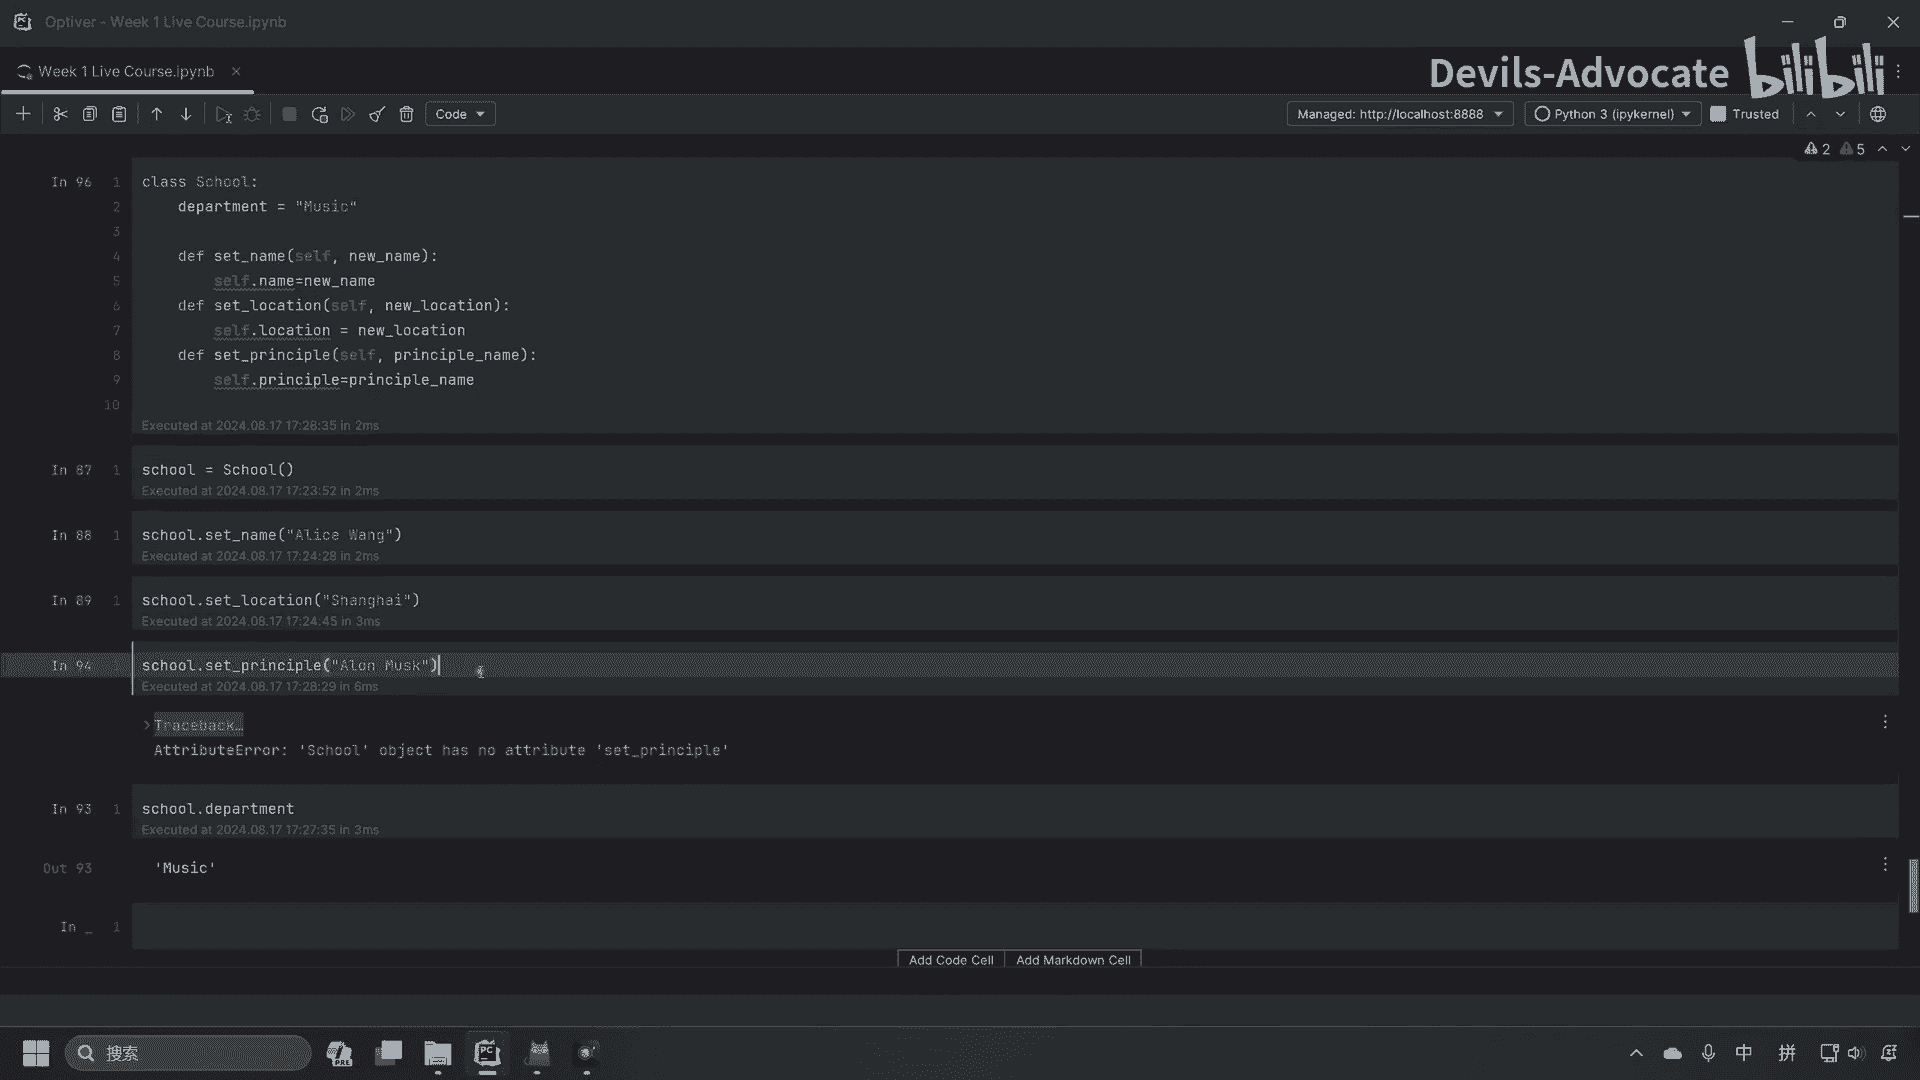 Optiver - Week 1 Live Course.ipynb
Week 1 Live Course.ipynb
Devils-Advocate bilibili
Code
Managed: http://localhost:8888
Python 3 (ipykernel)
Trusted
2 5
In 96
1 class School:
2 department = "Music"
3
4 def set_name(self, new_name):
5 self.name=new_name
6 def set_location(self, new_location):
7 self.location = new_location
8 def set_principle(self, principle_name):
9 self.principle=principle_name
10
Executed at 2024.08.17 17:28:35 in 2ms
In 87 1 school = School()
Executed at 2024.08.17 17:23:52 in 2ms
In 88 1 school.set_name("Alice Wang")
Executed at 2024.08.17 17:24:28 in 2ms
In 89 1 school.set_location("Shanghai")
Executed at 2024.08.17 17:24:45 in 3ms
In 94 1 school.set_principle("Alon Musk")
Executed at 2024.08.17 17:28:29 in 6ms
Traceback…
AttributeError: 'School' object has no attribute 'set_principle'
In 93 1 school.department
Executed at 2024.08.17 17:27:35 in 3ms
Out 93 'Music'
In _ 1
Add Code Cell Add Markdown Cell
搜索
PRE
PC
中
拼